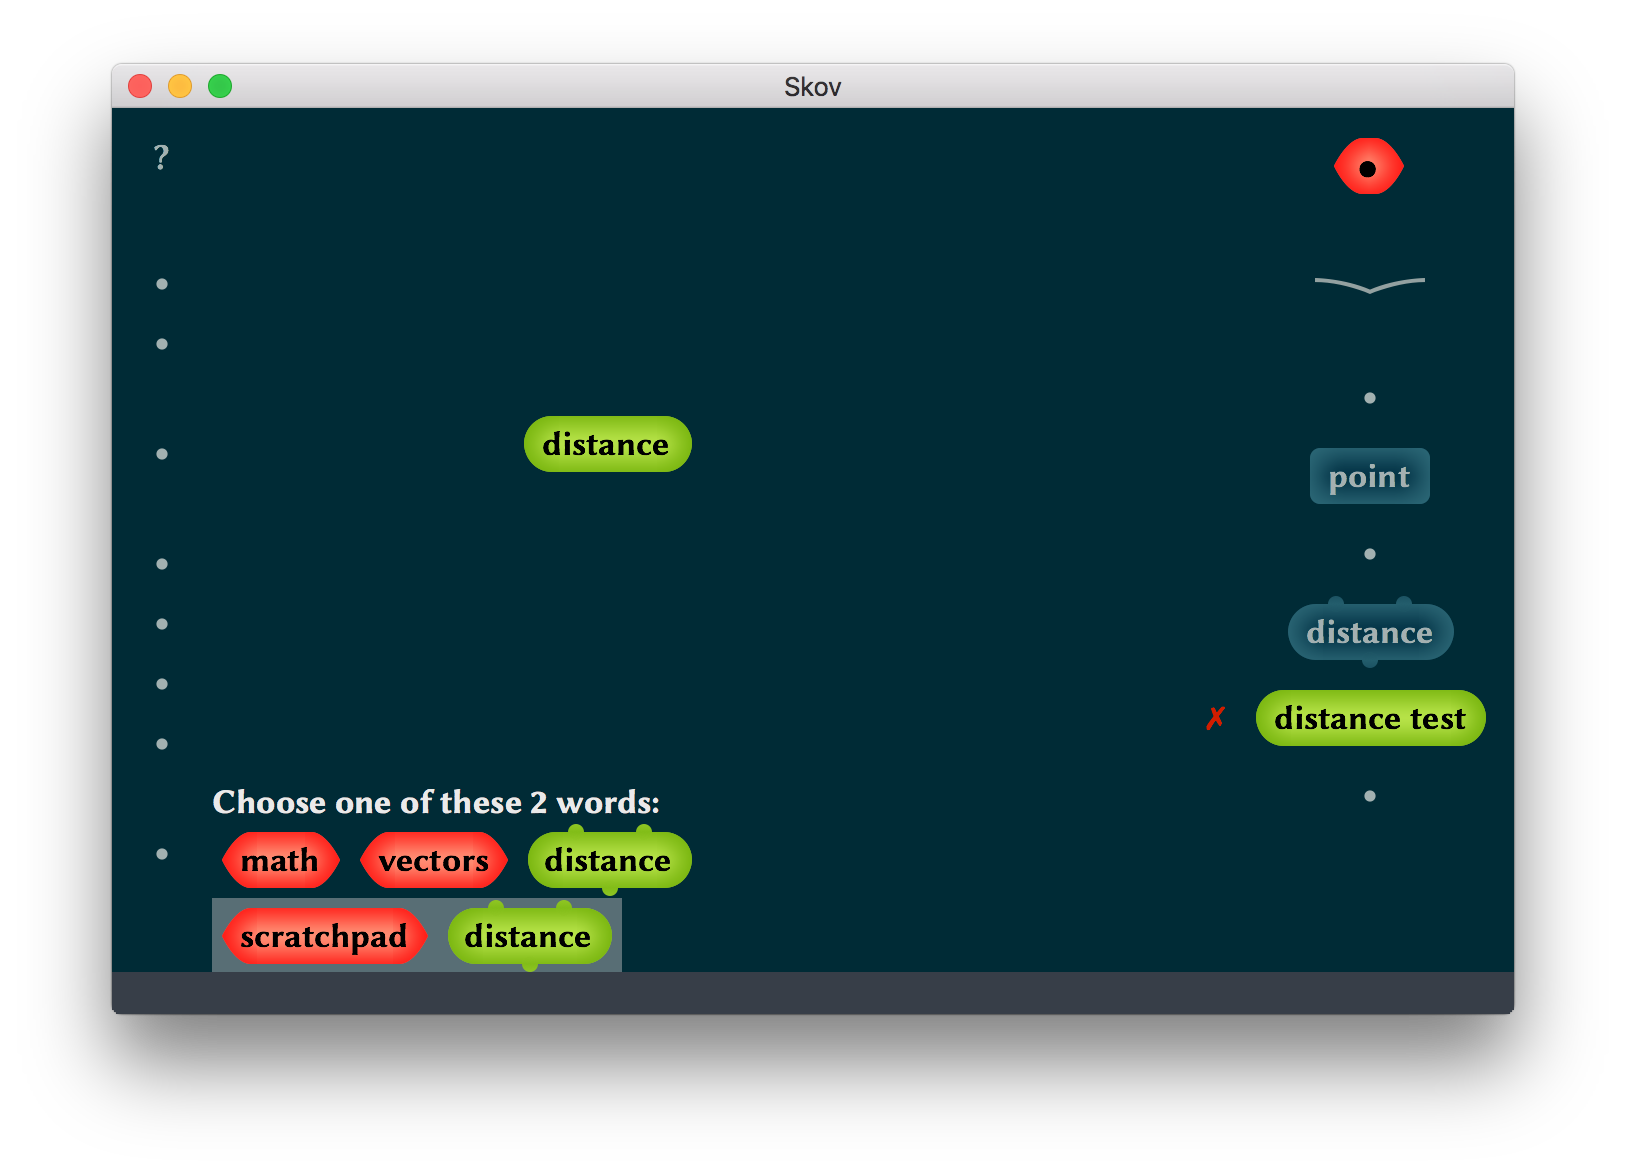 Skov
?
distance
point
distance
✗ distance test
Choose one of these 2 words:
math vectors distance
scratchpad distance